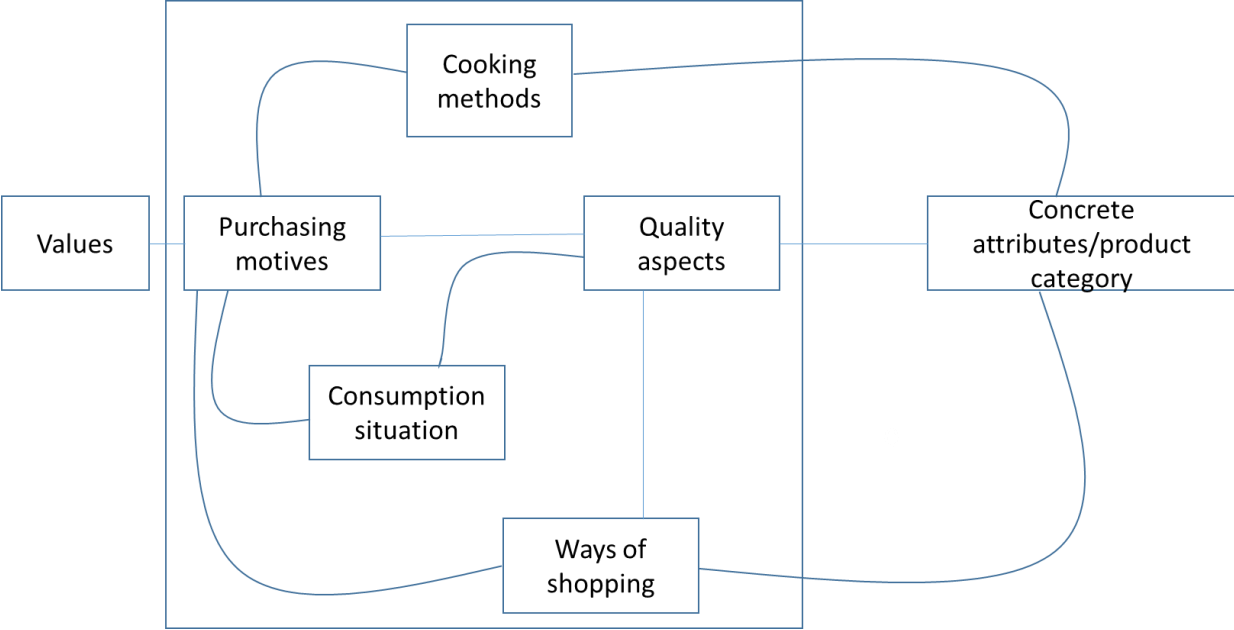 Cooking
methods
Values
Purchasing
motives
Quality
aspects
Concrete
attributes/product
category
Consumption
situation
Ways of
shopping